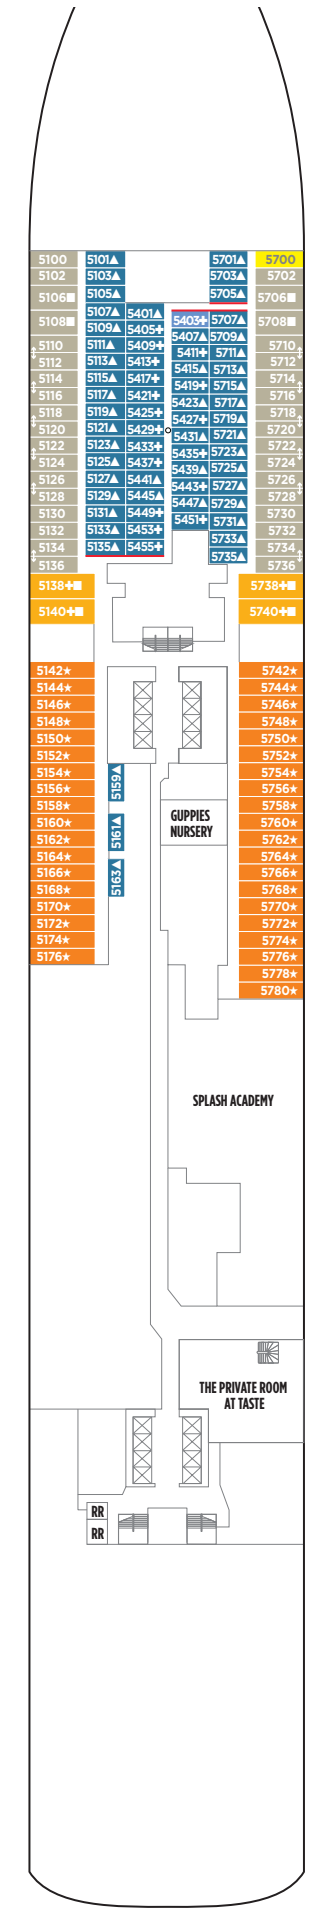 5100 5101▲ 5701▲ 5700
5102 5103▲ 5703▲ 5702
5106■ 5105▲ 5705▲ 5706■
5108■ 5107▲ 5401▲ 5403✚ 5707▲ 5708■
5109▲ 5405✚ 5407▲ 5709▲
5110 5111▲ 5409✚ 5411✚ 5711▲ 5710
5112 5113▲ 5413✚ 5415▲ 5713▲ 5712
5114 5115▲ 5417✚ 5419✚ 5715▲ 5714
5116 5117▲ 5421✚ 5423▲ 5717▲ 5716
5118 5119▲ 5425✚ 5427✚ 5719▲ 5718
5120 5121▲ 5429✚ 5431▲ 5721▲ 5720
5122 5123▲ 5433✚ 5435✚ 5723▲ 5722
5124 5125▲ 5437✚ 5439▲ 5725▲ 5724
5126 5127▲ 5441▲ 5443✚ 5727▲ 5726
5128 5129▲ 5445▲ 5447▲ 5729▲ 5728
5130 5131▲ 5449✚ 5451✚ 5731▲ 5730
5132 5133▲ 5453✚ 5733▲ 5732
5134 5135▲ 5455✚ 5735▲ 5734
5136 5736
5138✚■ 5738✚■
5140✚■ 5740✚■
5142★ 5742★
5144★ 5744★
5146★ 5746★
5148★ 5748★
5150★ 5750★
5152★ 5752★
5154★ 5159▲ 5754★
5156★ 5756★
5158★ 5758★
GUPPIES
NURSERY
5160★ 5161▲ 5760★
5162★ 5762★
5164★ 5764★
5166★ 5163▲ 5766★
5168★ 5768★
5170★ 5770★
5172★ 5772★
5174★ 5774★
5176★ 5776★
5778★
5780★
SPLASH ACADEMY
THE PRIVATE ROOM
AT TASTE
RR
RR